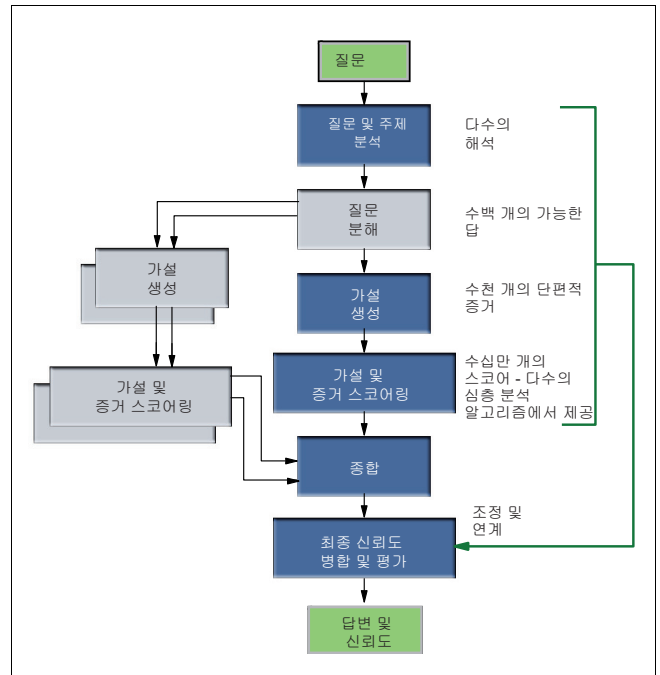 질문
질문 및 주제
분석
다수의
해석
질문
분해
수백 개의 가능한
답
가설
생성
가설
생성
수천 개의 단편적
증거
가설 및
증거 스코어링
가설 및
증거 스코어링
수십만 개의
스코어 - 다수의
심층 분석
알고리즘에서 제공
종합
조정 및
연계
최종 신뢰도
병합 및 평가
답변 및
신뢰도